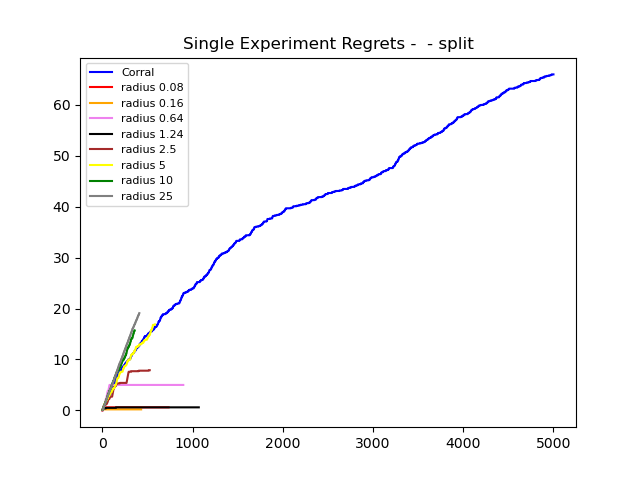 Single Experiment Regrets -  - split
Corral
radius 0.08
radius 0.16
radius 0.64
radius 1.24
radius 2.5
radius 5
radius 10
radius 25
60
50
40
30
20
10
0
0 1000 2000 3000 4000 5000